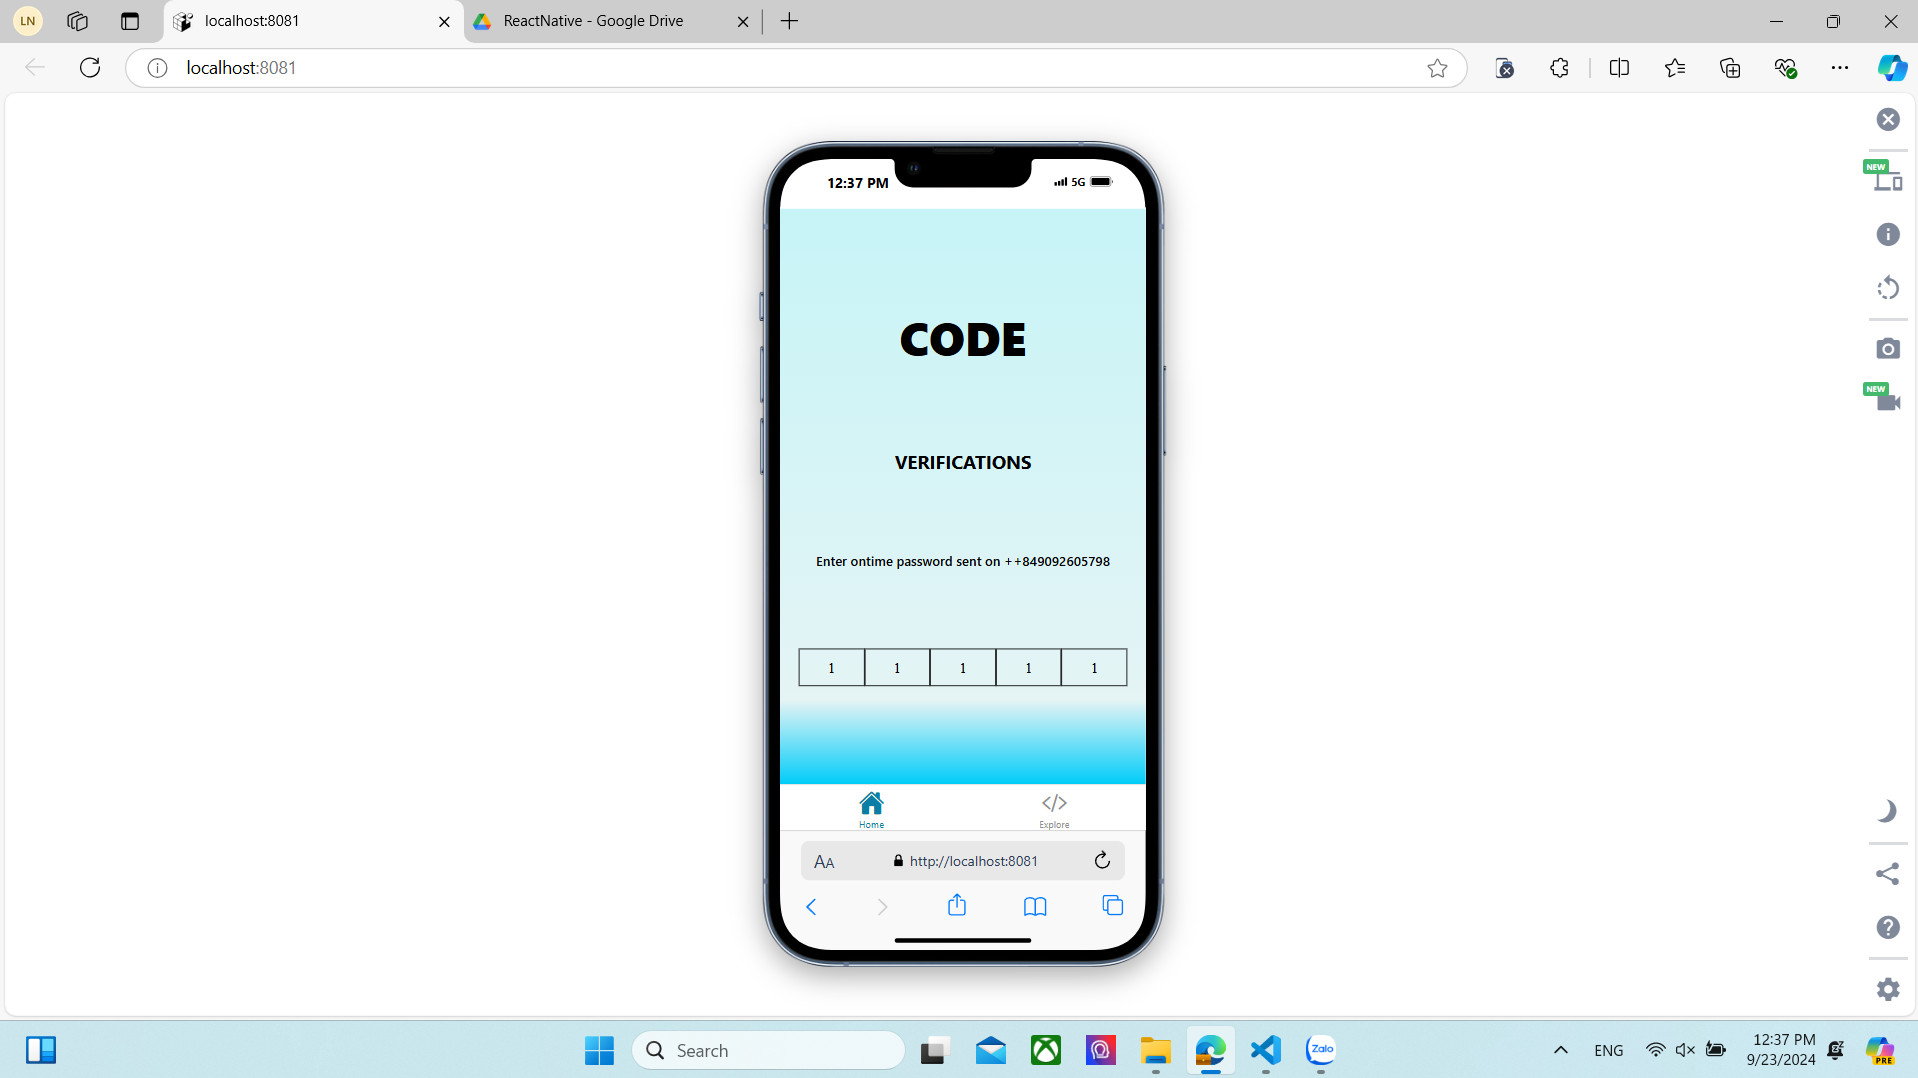 LN
localhost:8081
ReactNative - Google Drive
localhost:8081
NEW
NEW
12:37 PM
5G
CODE
VERIFICATIONS
Enter ontime password sent on ++849092605798
1 1 1 1 1
Home
Explore
AA
http://localhost:8081
Search
Zalo
ENG
12:37 PM
9/23/2024
PRE